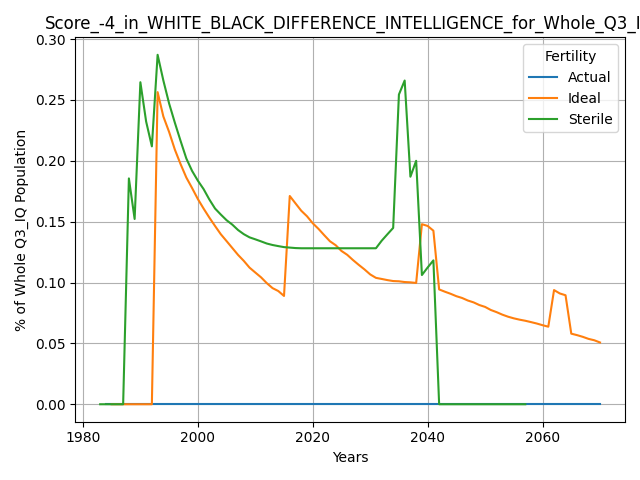 Score_-4_in_WHITE_BLACK_DIFFERENCE_INTELLIGENCE_for_Whole_Q3_I
Fertility
Actual
Ideal
Sterile
% of Whole Q3_IQ Population
0.30
0.25
0.20
0.15
0.10
0.05
0.00
1980 2000 2020 2040 2060
Years